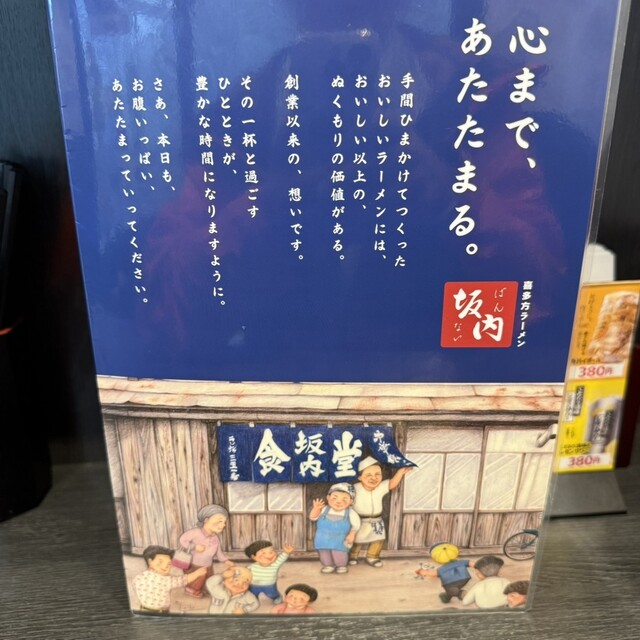 心まで、
あたたまる。
手間ひまかけてつくった
おいしいラーメンには、
おいしい以上の、
ぬくもりの価値がある。
創業以来の、想いです。
その一杯と過ごす
ひとときが、
豊かな時間になりますように。
さあ、本日も、
お腹いっぱい、
あたたまっていってください。
喜多方ラーメン
ばん
坂内
ない
食堂
坂内
380円
380円